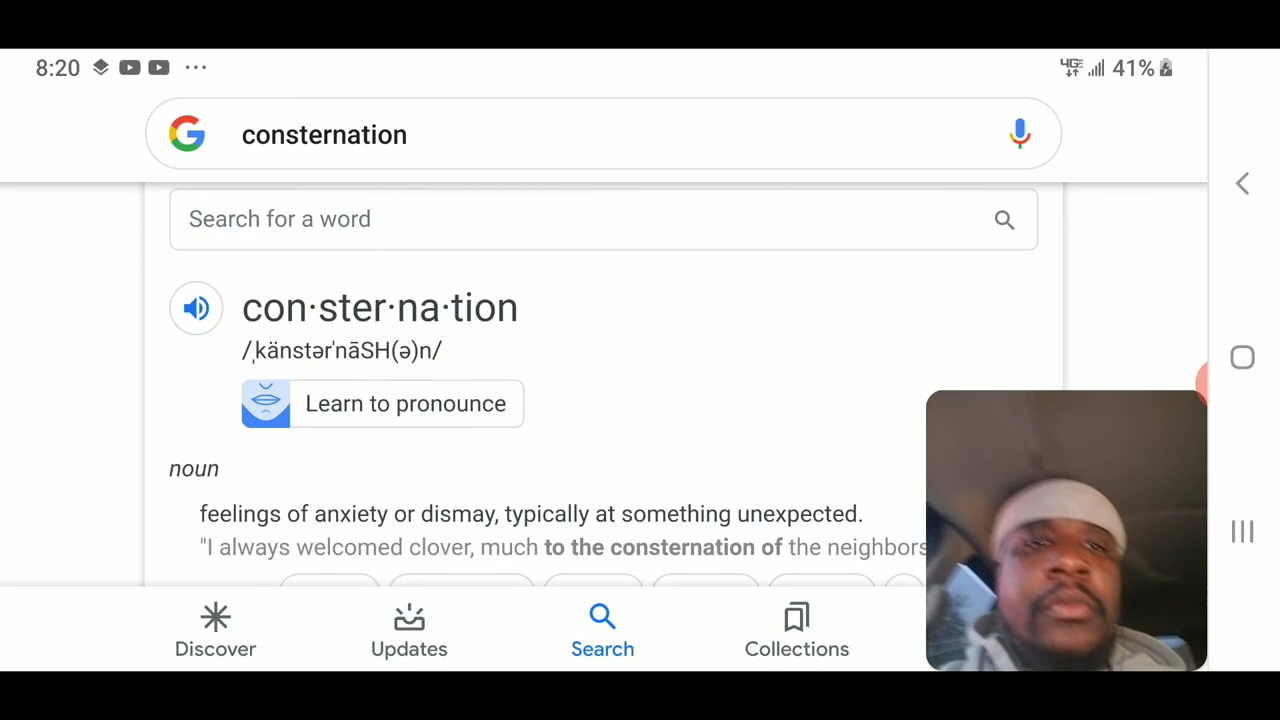 8:20 ... 4G 41%
consternation
Search for a word
con·ster·na·tion
/ˌkänstərˈnāSH(ə)n/
Learn to pronounce
noun
feelings of anxiety or dismay, typically at something unexpected.
"I always welcomed clover, much to the consternation of the neighbors
Discover Updates Search Collections